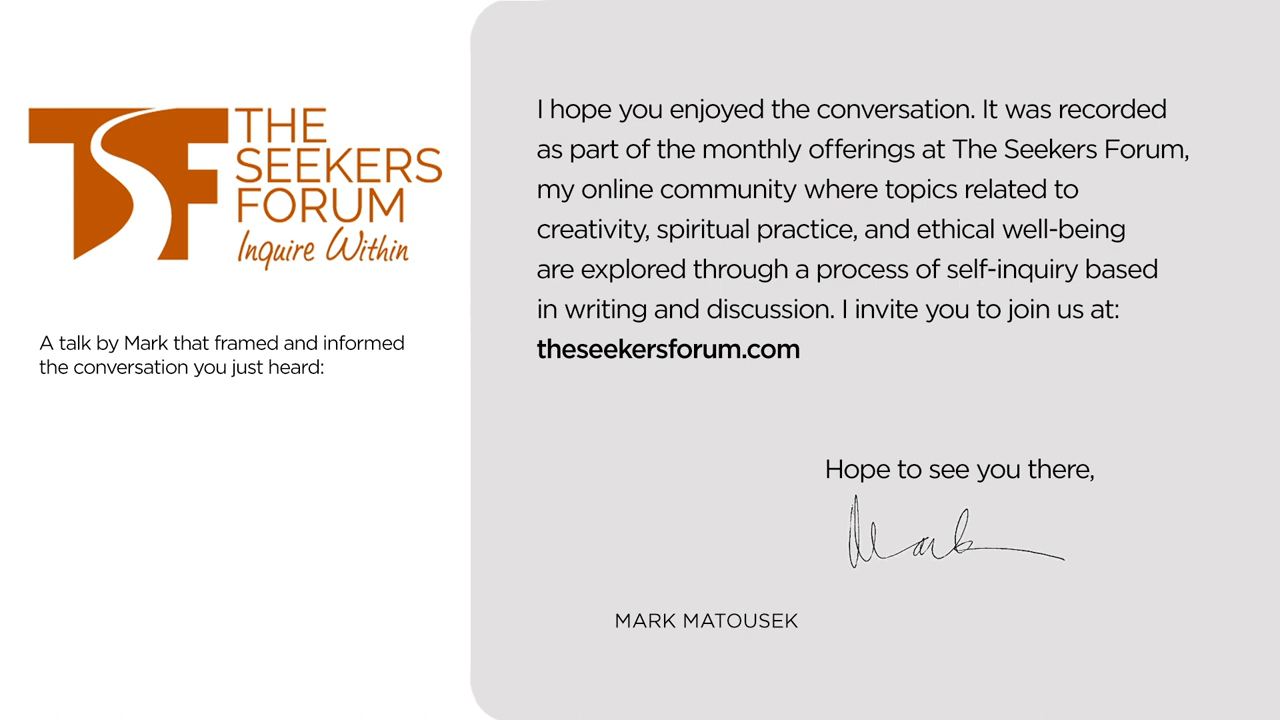 THE
SEEKERS
FORUM
Inquire Within
A talk by Mark that framed and informed
the conversation you just heard:
I hope you enjoyed the conversation. It was recorded
as part of the monthly offerings at The Seekers Forum,
my online community where topics related to
creativity, spiritual practice, and ethical well-being
are explored through a process of self-inquiry based
in writing and discussion. I invite you to join us at:
theseekersforum.com
Hope to see you there,
Mark
MARK MATOUSEK